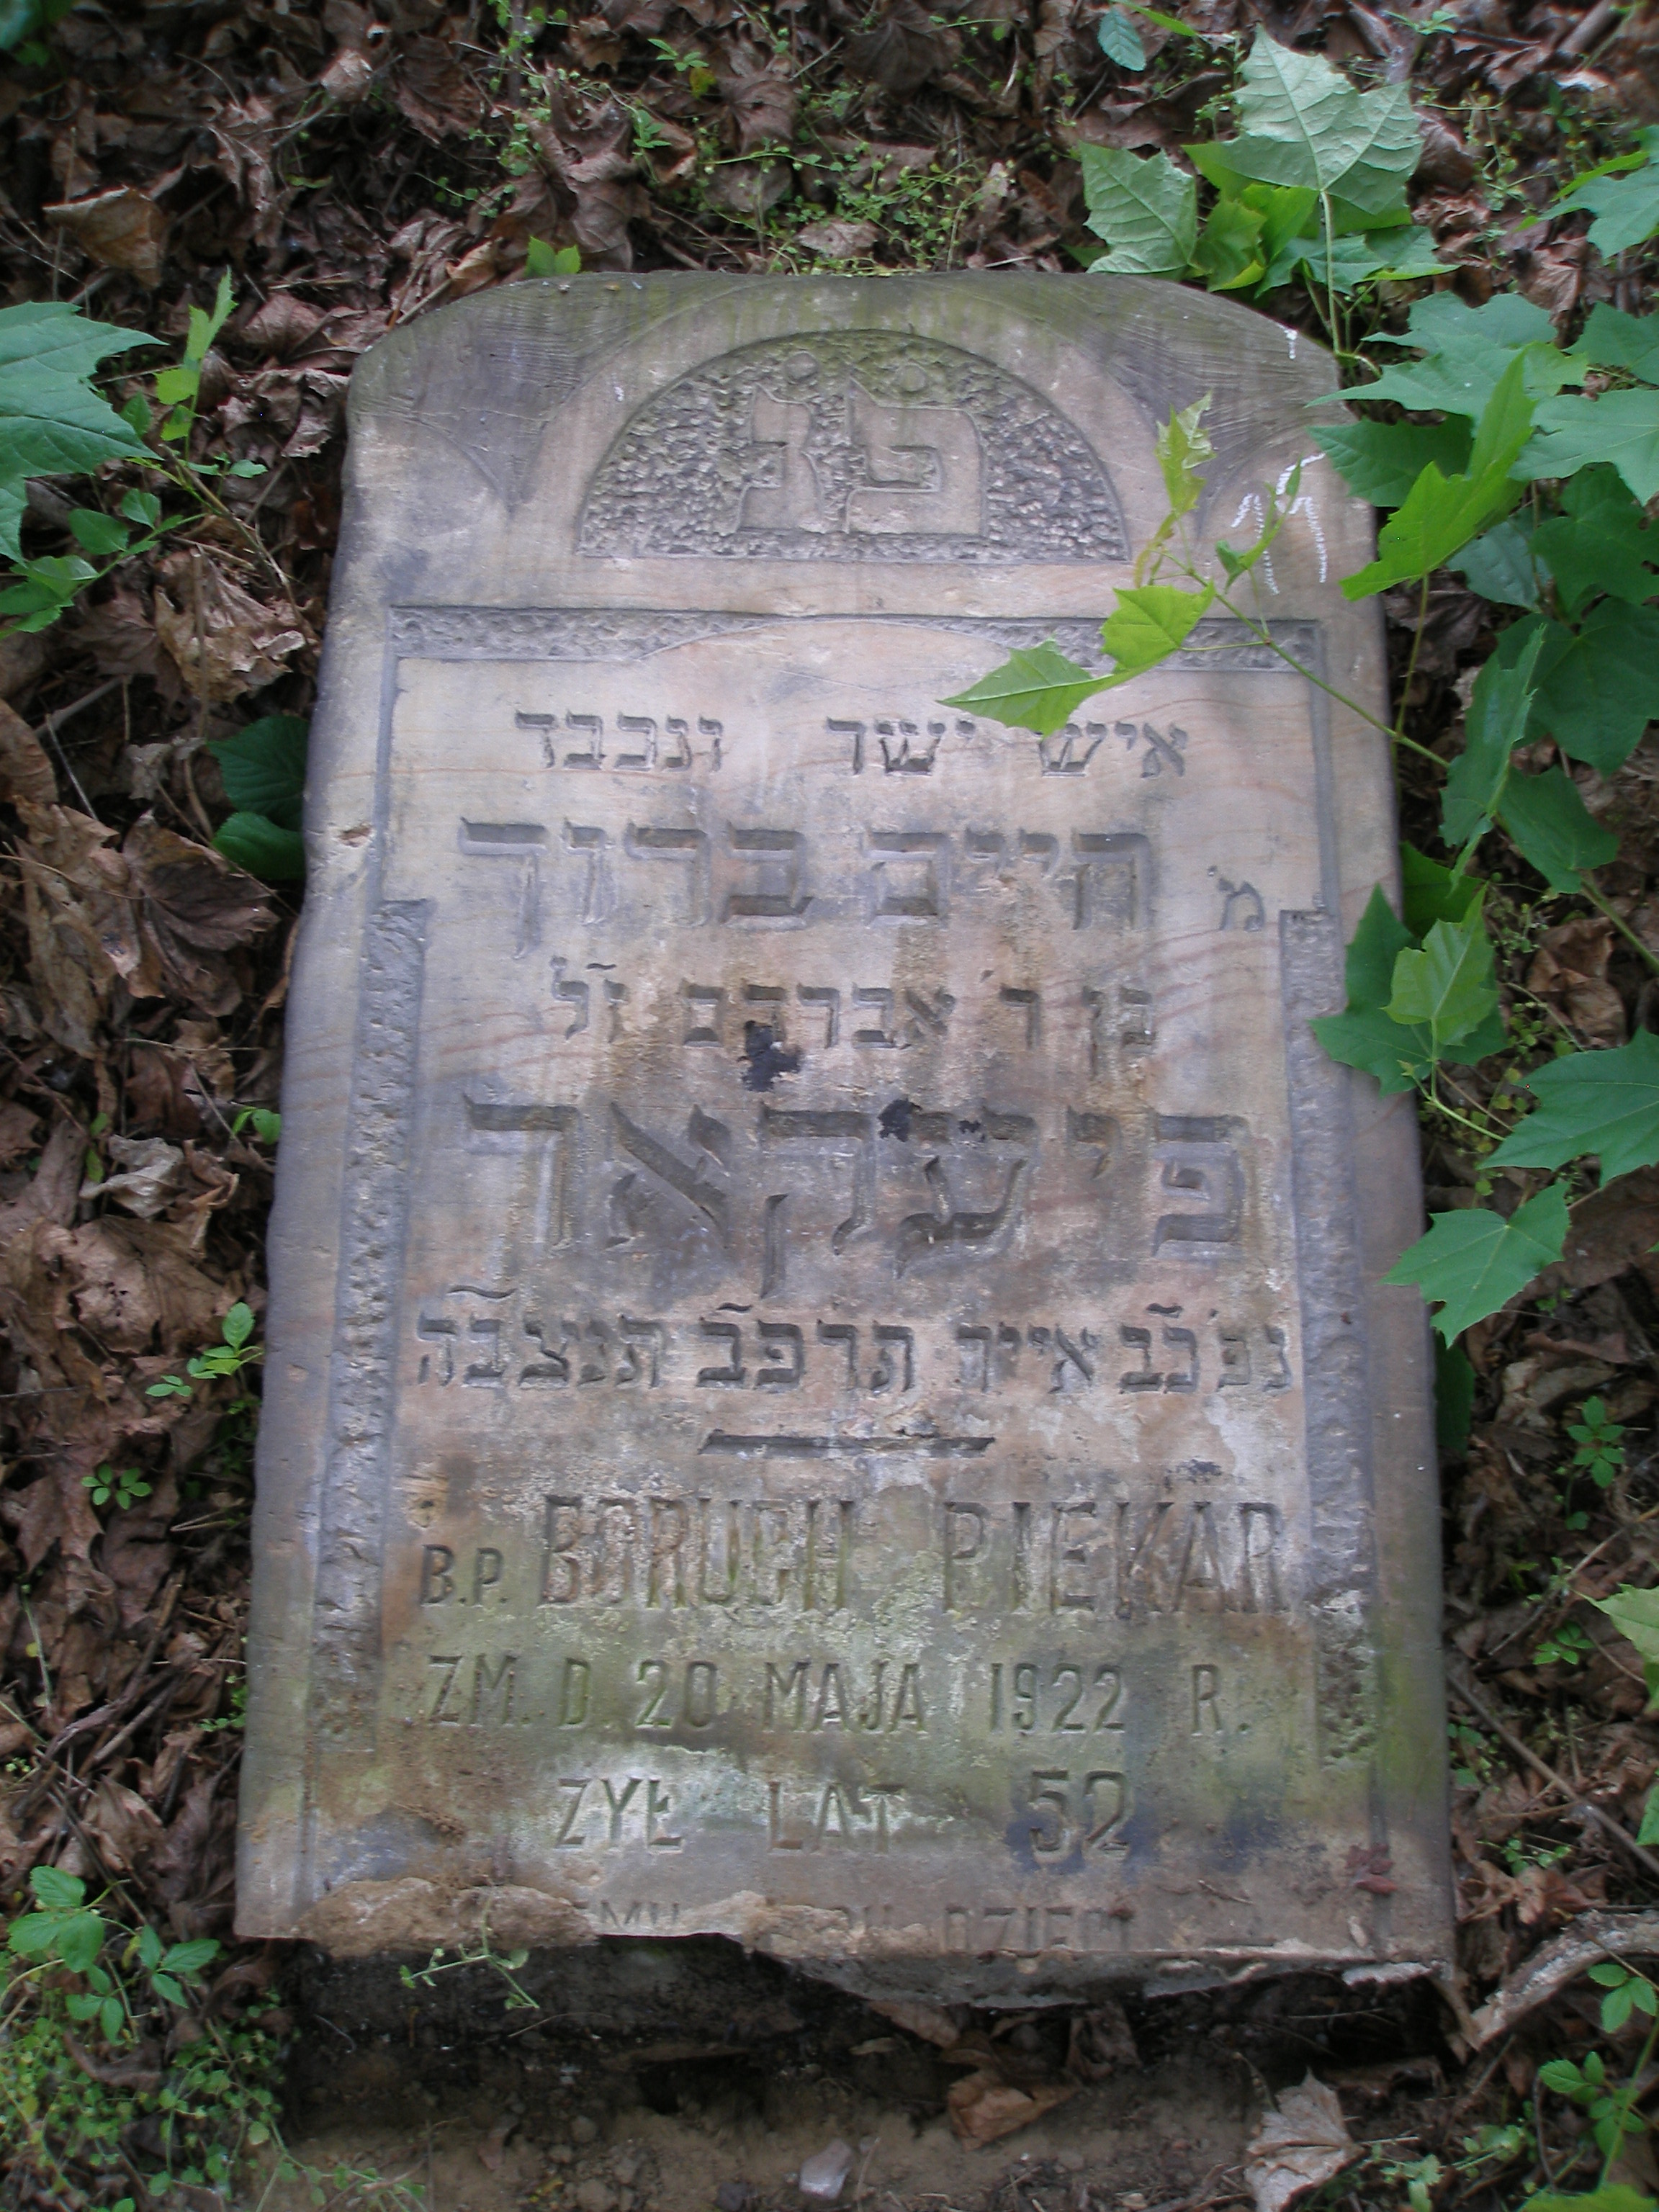 פ׳נ׳
איש ישר ונכבד
מ׳ חיים ברוך
בן ר׳ אברהם ז״ל
פיעקאר
נפ׳ כ״ב אייר תרפ״ב תנצב״ה
B.P. BORUCH PIEKAR
ZM. D. 20 MAJA 1922 R.
ZYŁ LAT 52
DZIECI